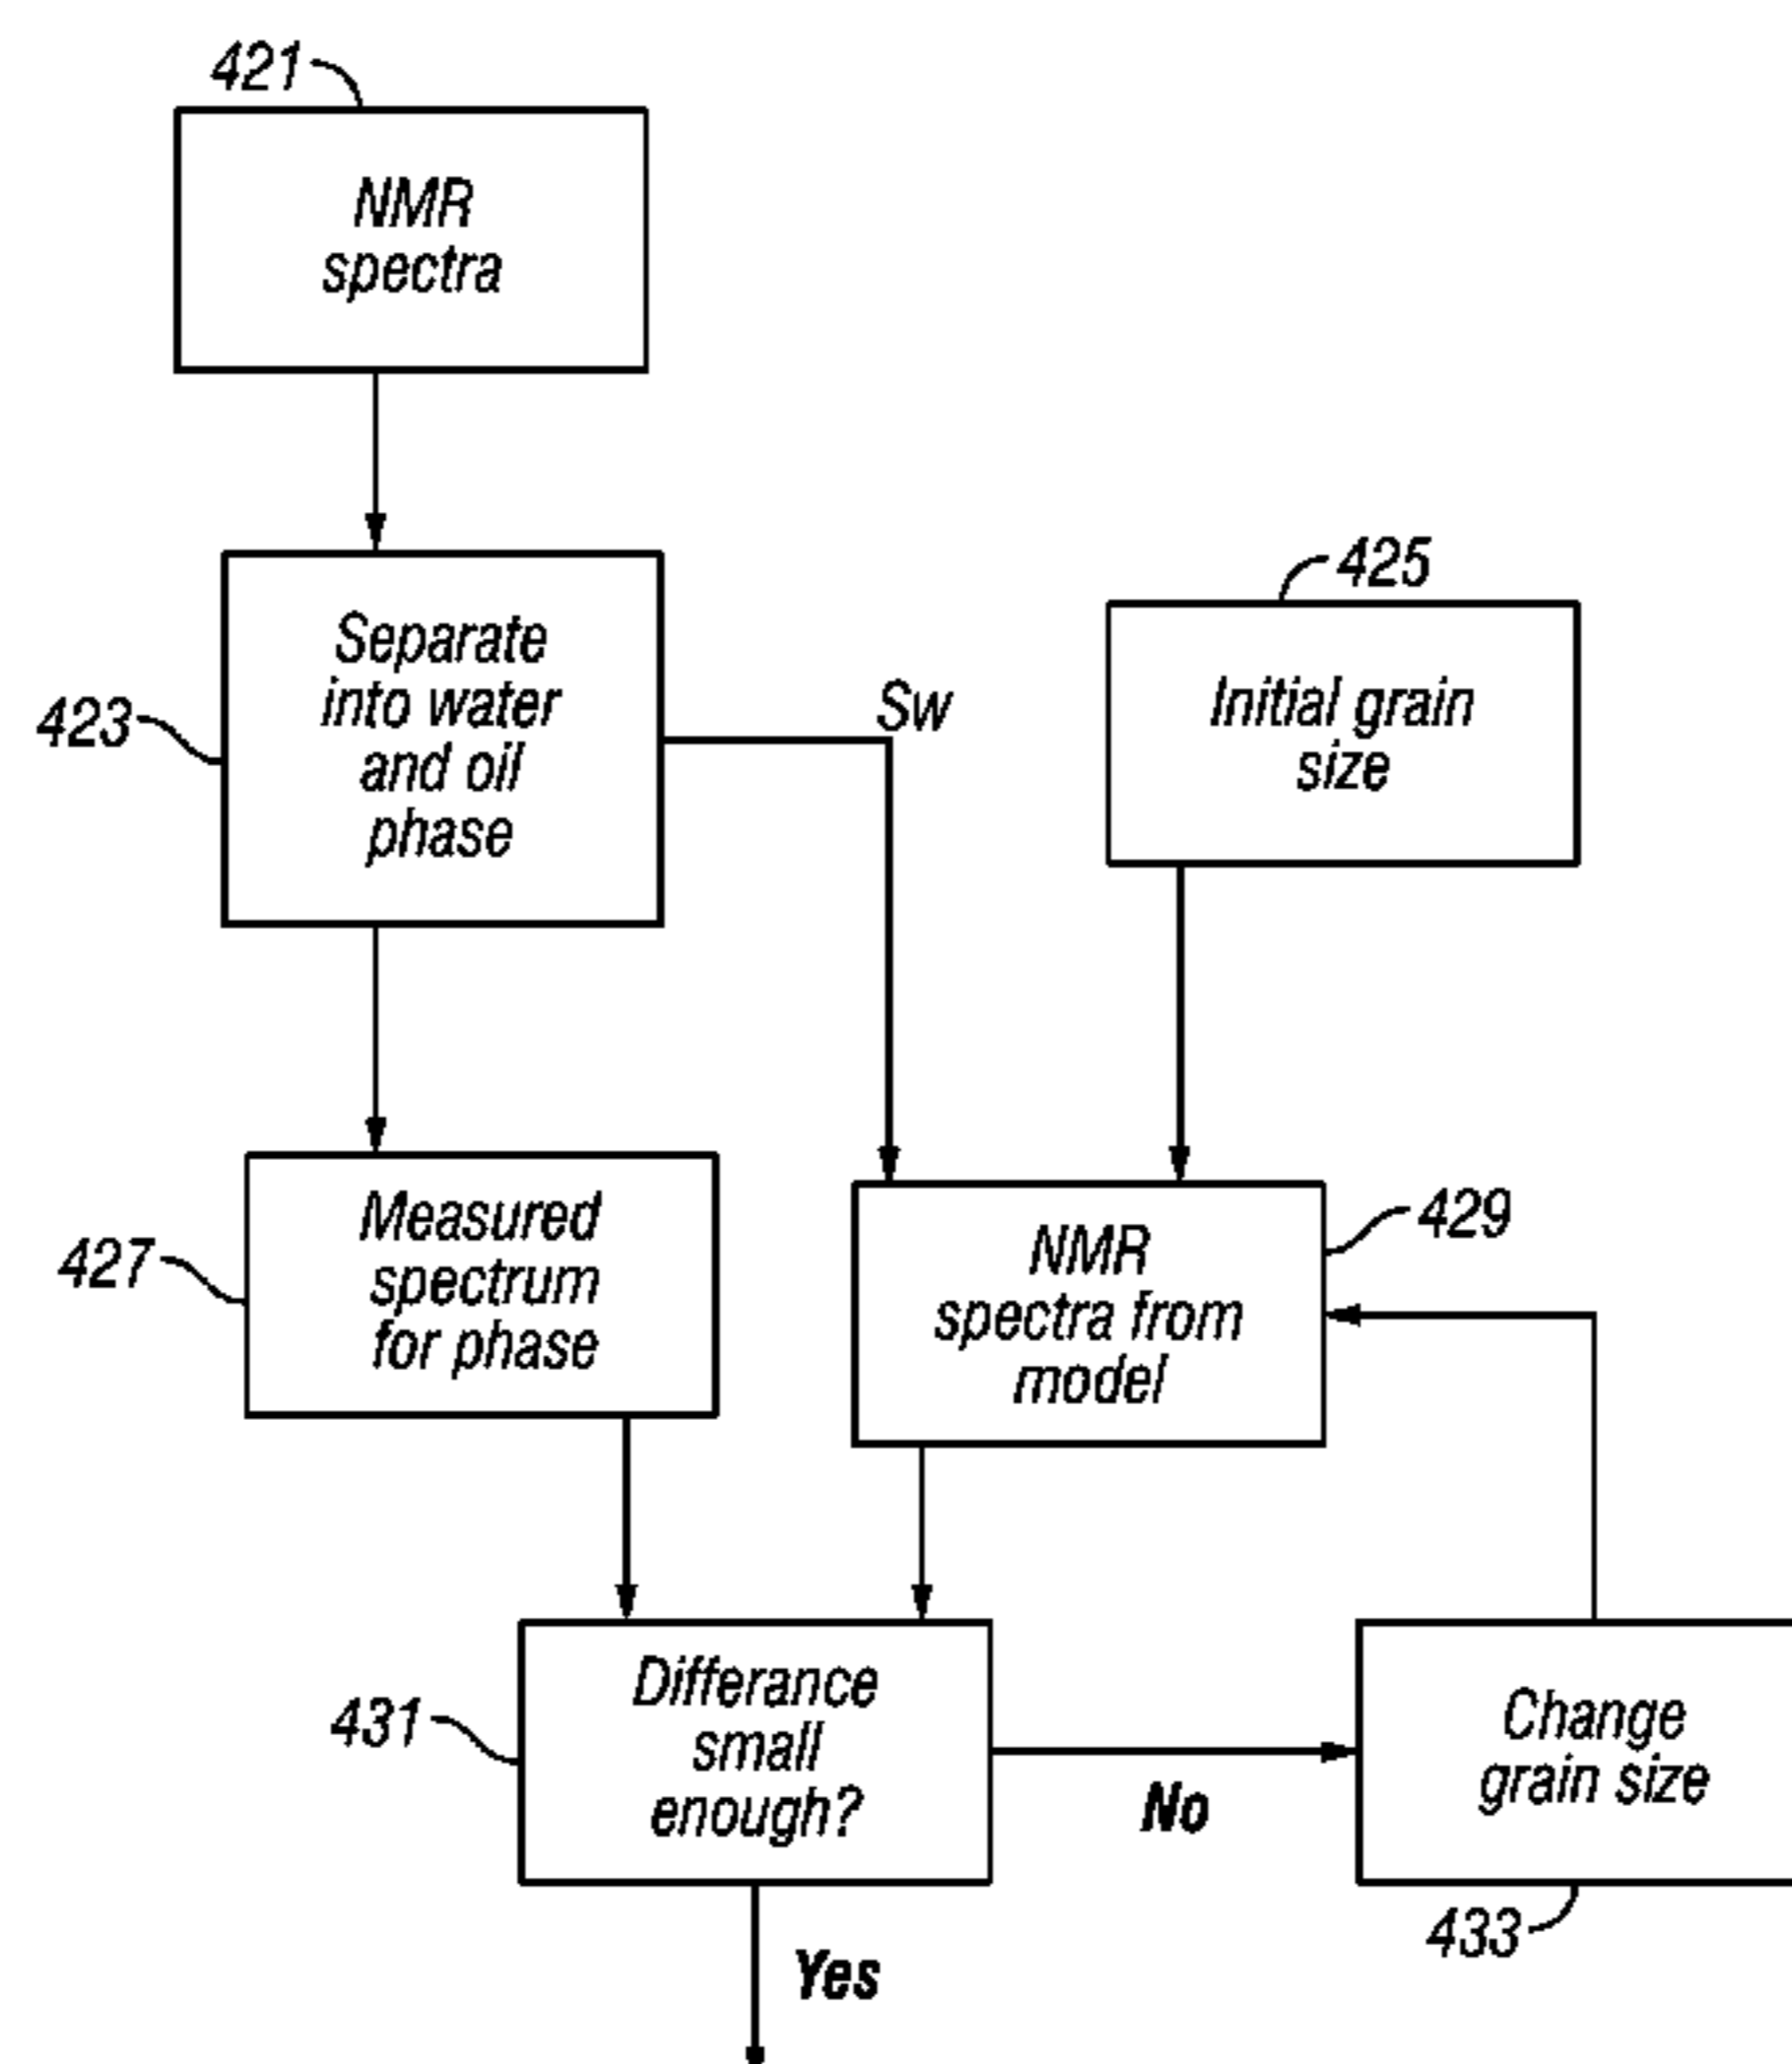 421
NMR
spectra
Separate
into water
and oil
phase
423
Sw
425
Initial grain
size
Measured
spectrum
for phase
427
NMR
spectra from
model
429
Differance
small
enough?
431
No
Change
grain size
433
Yes